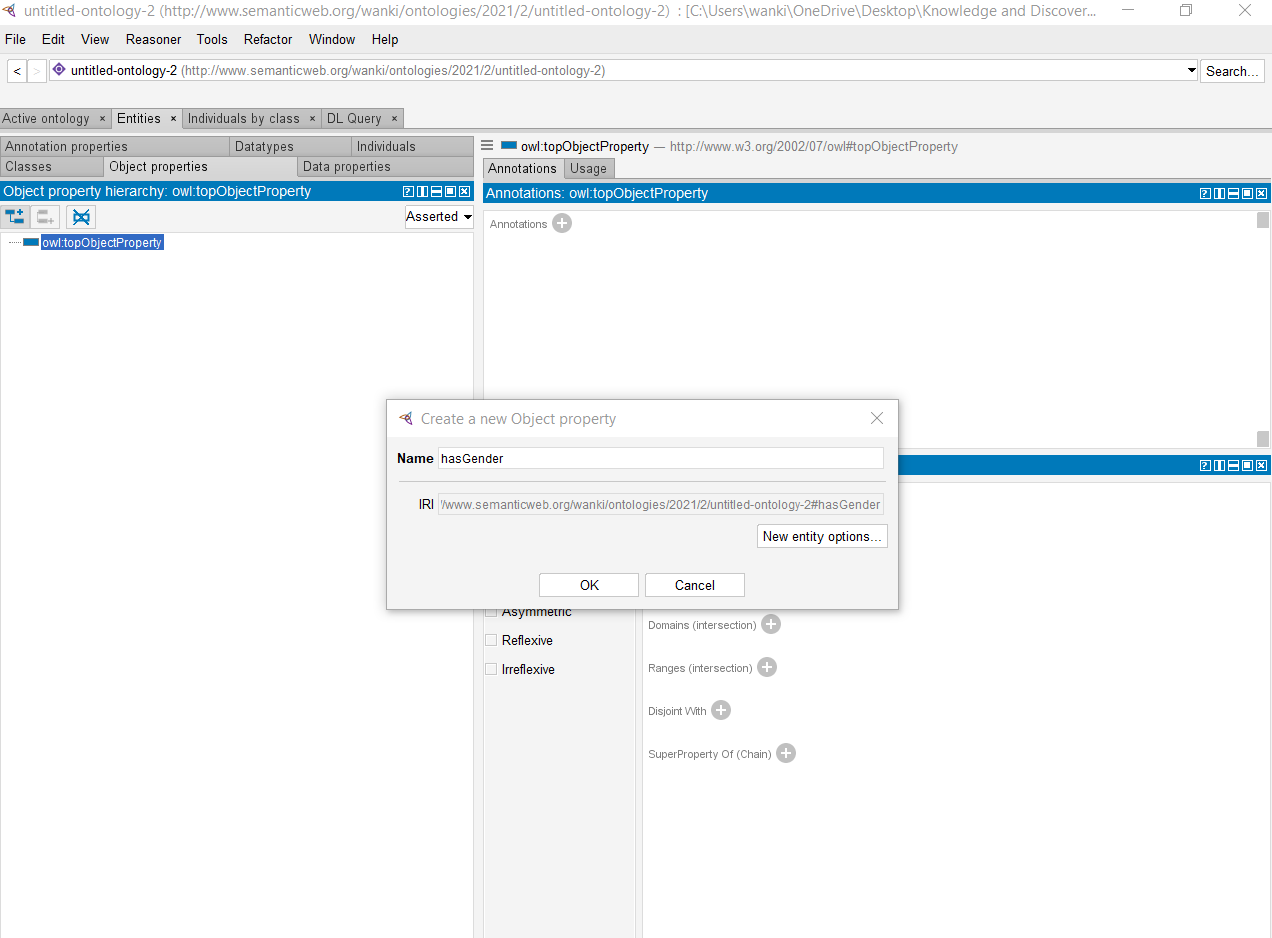 untitled-ontology-2 (http://www.semanticweb.org/wanki/ontologies/2021/2/untitled-ontology-2) : [C:\Users\wanki\OneDrive\Desktop\Knowledge and Discover...
File Edit View Reasoner Tools Refactor Window Help
< > untitled-ontology-2 (http://www.semanticweb.org/wanki/ontologies/2021/2/untitled-ontology-2) Search...
Active ontology × Entities × Individuals by class × DL Query ×
Annotation properties Datatypes Individuals
Classes Object properties Data properties
Object property hierarchy: owl:topObjectProperty
Asserted
owl:topObjectProperty
owl:topObjectProperty — http://www.w3.org/2002/07/owl#topObjectProperty
Annotations Usage
Annotations: owl:topObjectProperty
Annotations
Create a new Object property
Name hasGender
IRI '/www.semanticweb.org/wanki/ontologies/2021/2/untitled-ontology-2#hasGender
New entity options...
OK Cancel
Asymmetric
Reflexive
Irreflexive
Domains (intersection)
Ranges (intersection)
Disjoint With
SuperProperty Of (Chain)